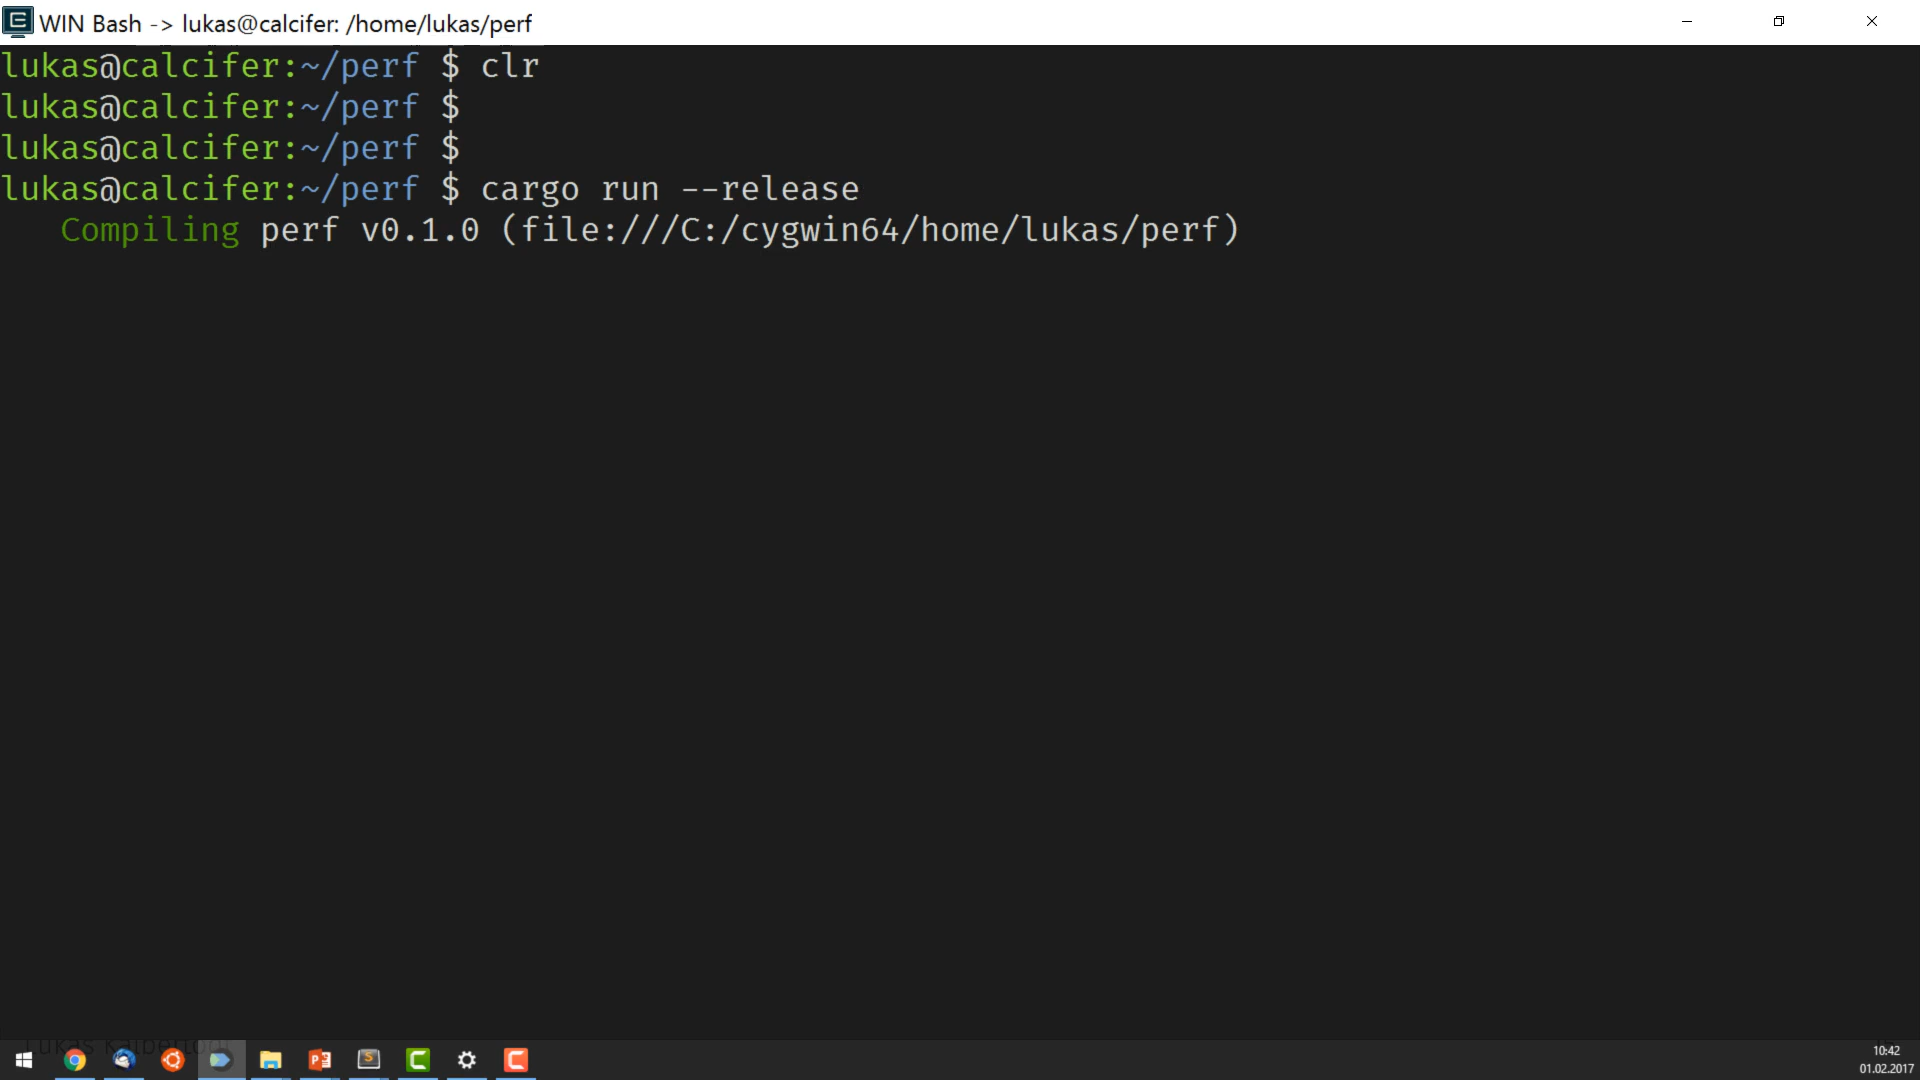 WIN Bash -> lukas@calcifer: /home/lukas/perf
lukas@calcifer:~/perf $ clr
lukas@calcifer:~/perf $
lukas@calcifer:~/perf $
lukas@calcifer:~/perf $ cargo run --release
   Compiling perf v0.1.0 (file:///C:/cygwin64/home/lukas/perf)
10:42
01.02.2017